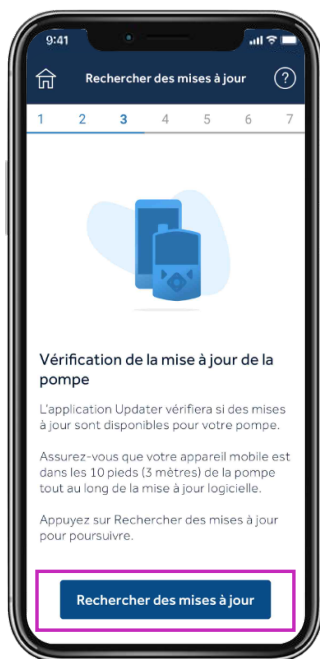 9:41
Rechercher des mises à jour ?
1 2 3 4 5 6 7
Vérification de la mise à jour de la
pompe
L'application Updater vérifiera si des mises
à jour sont disponibles pour votre pompe.
Assurez-vous que votre appareil mobile est
dans les 10 pieds (3 mètres) de la pompe
tout au long de la mise à jour logicielle.
Appuyez sur Rechercher des mises à jour
pour poursuivre.
Rechercher des mises à jour